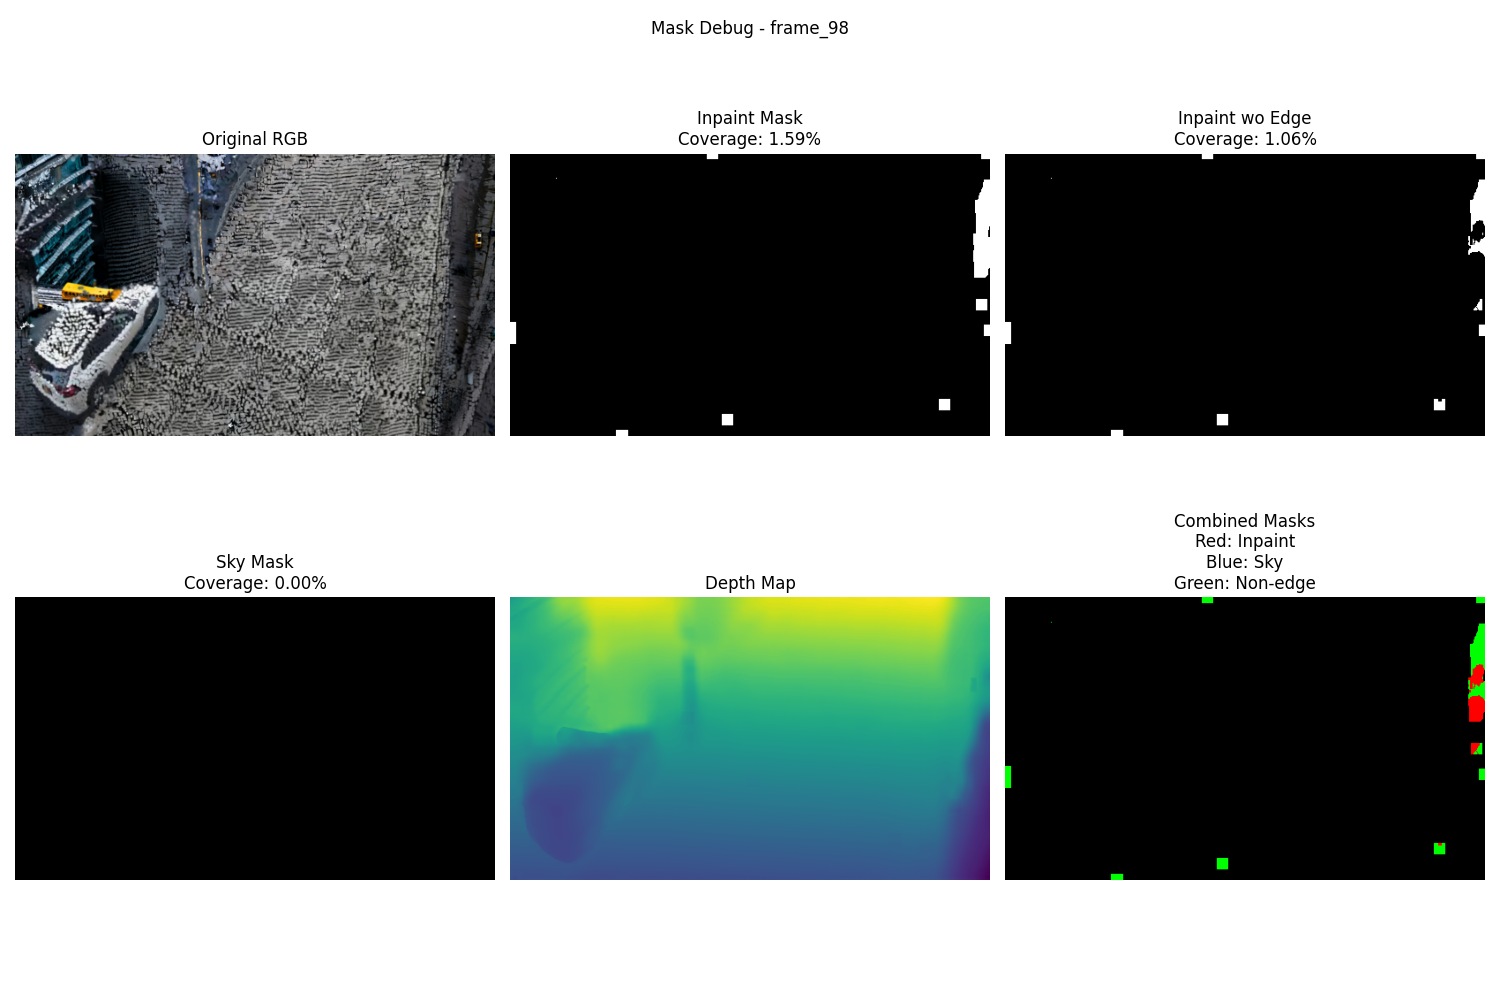 Mask Debug - frame_98
Original RGB
Inpaint Mask
Coverage: 1.59%
Inpaint wo Edge
Coverage: 1.06%
Sky Mask
Coverage: 0.00%
Depth Map
Combined Masks
Red: Inpaint
Blue: Sky
Green: Non-edge